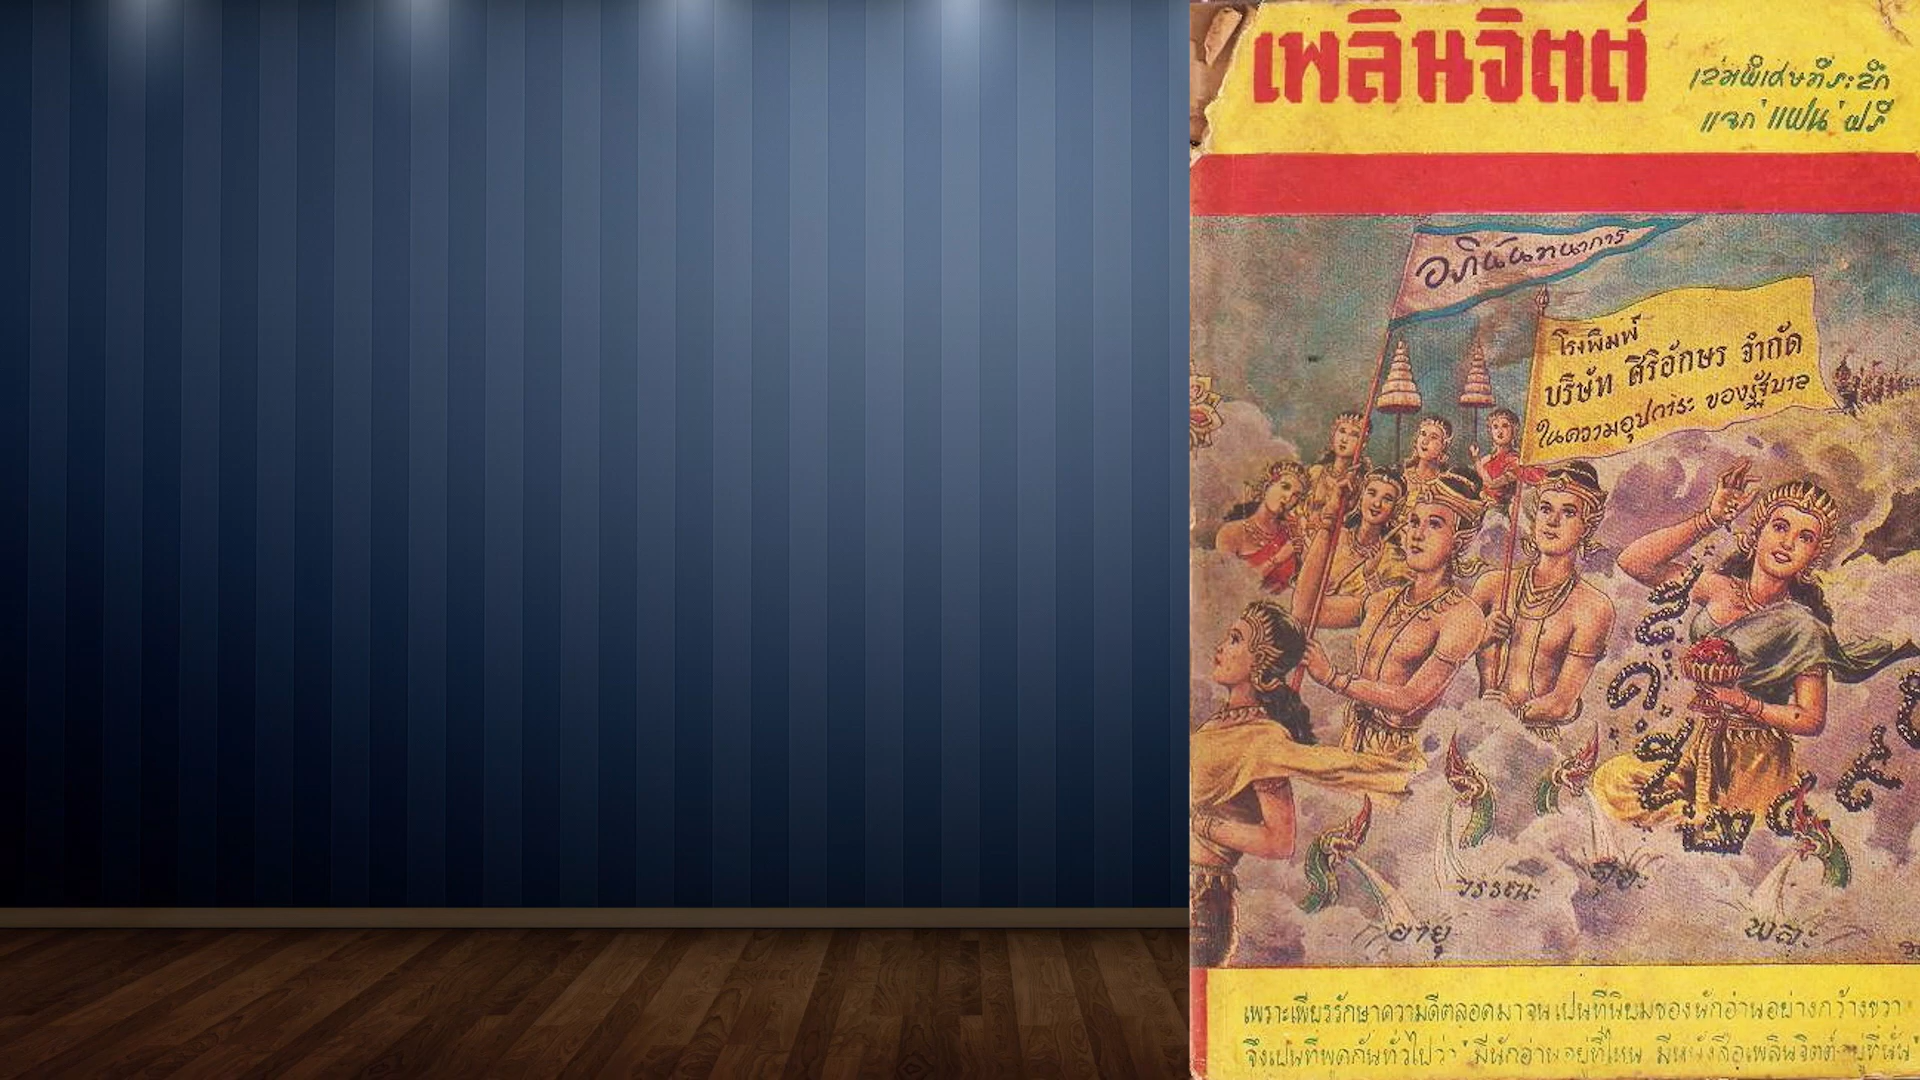 เพลินจิตต์
เล่มพิเศษที่ระลึก
แจก 'แฟน' ฟรี
อภินันทนาการ
โรงพิมพ์
บริษัท ศิริอักษร จำกัด
ในความอุปการะ ของรัฐบาล
วรรณะ สุขะ
อายุ พละ
เพราะเพียรรักษาความดีตลอดมาจนเป็นที่นิยมของนักอ่านอย่างกว้างขวาง
จึงเป็นที่พูดกันทั่วไปว่า "มีนักอ่านอยู่ที่ไหน มีหนังสือเพลินจิตต์อยู่ที่นั่น"